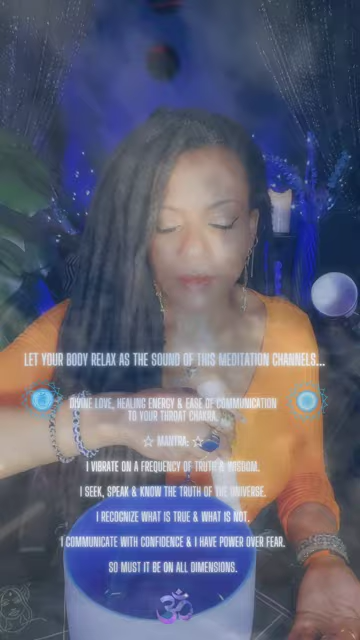 LET YOUR BODY RELAX AS THE SOUND OF THIS MEDITATION CHANNELS...
DIVINE LOVE, HEALING ENERGY & EASE OF COMMUNICATION
TO YOUR THROAT CHAKRA.
☆ MANTRA: ☆
I VIBRATE ON A FREQUENCY OF TRUTH & WISDOM.
I SEEK, SPEAK & KNOW THE TRUTH OF THE UNIVERSE.
I RECOGNIZE WHAT IS TRUE & WHAT IS NOT.
I COMMUNICATE WITH CONFIDENCE & I HAVE POWER OVER FEAR.
SO MUST IT BE ON ALL DIMENSIONS.
ॐ